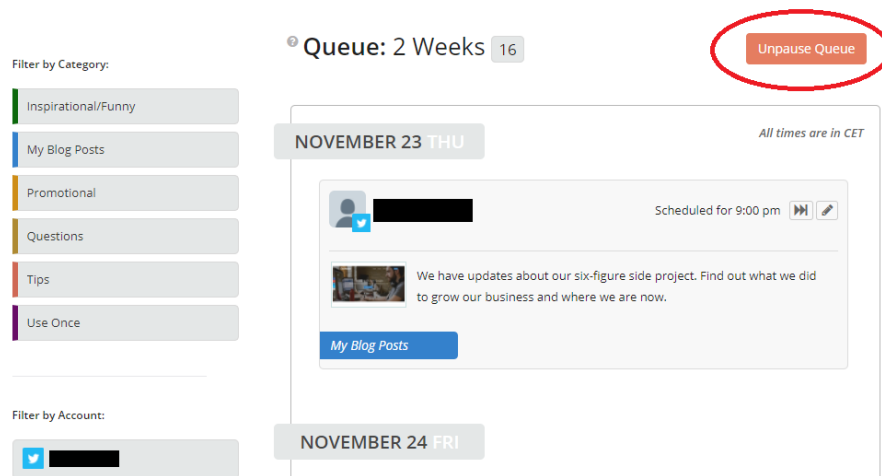 Queue: 2 Weeks 16
Unpause Queue
Filter by Category:
Inspirational/Funny
My Blog Posts
Promotional
Questions
Tips
Use Once
Filter by Account:
NOVEMBER 23 THU
All times are in CET
Scheduled for 9:00 pm
We have updates about our six-figure side project. Find out what we did
to grow our business and where we are now.
My Blog Posts
NOVEMBER 24 FRI